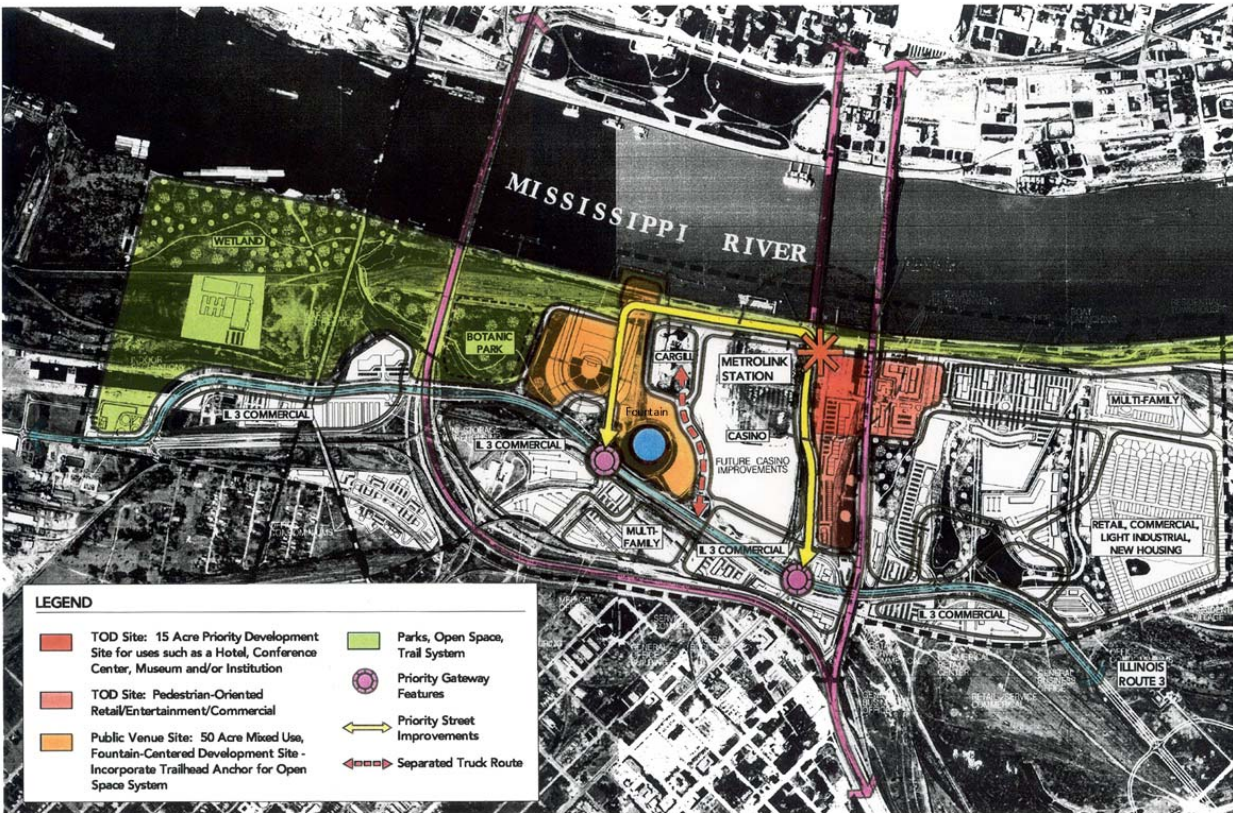 MISSISSIPPI RIVER
WETLAND
BOTANIC
PARK
CARGILL
METROLINK
STATION
MULTI-FAMILY
IL 3 COMMERCIAL
IL 3 COMMERCIAL
Fountain
CASINO
FUTURE CASINO
IMPROVEMENTS
MULTI-
FAMILY
IL 3 COMMERCIAL
RETAIL, COMMERCIAL,
LIGHT INDUSTRIAL,
NEW HOUSING
IL 3 COMMERCIAL
ILLINOIS
ROUTE 3
LEGEND
TOD Site: 15 Acre Priority Development
Site for uses such as a Hotel, Conference
Center, Museum and/or Institution
TOD Site: Pedestrian-Oriented
Retail/Entertainment/Commercial
Public Venue Site: 50 Acre Mixed Use,
Fountain-Centered Development Site -
Incorporate Trailhead Anchor for Open
Space System
Parks, Open Space,
Trail System
Priority Gateway
Features
Priority Street
Improvements
Separated Truck Route